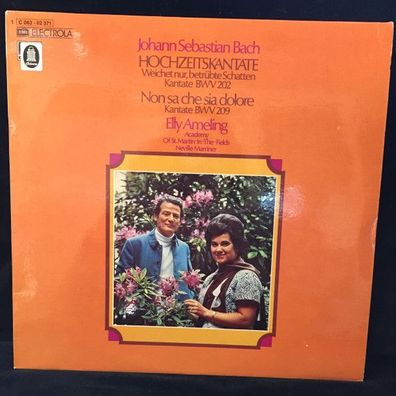 1 C 063-02 371
EMI ELECTROLA
Johann Sebastian Bach
HOCHZEITSKANTATE
Weichet nur, betrübte Schatten
Kantate BWV 202
Non sa che sia dolore
Kantate BWV 209
Elly Ameling
Academy
Of St. Martin-In-The-Fields
Neville Marriner